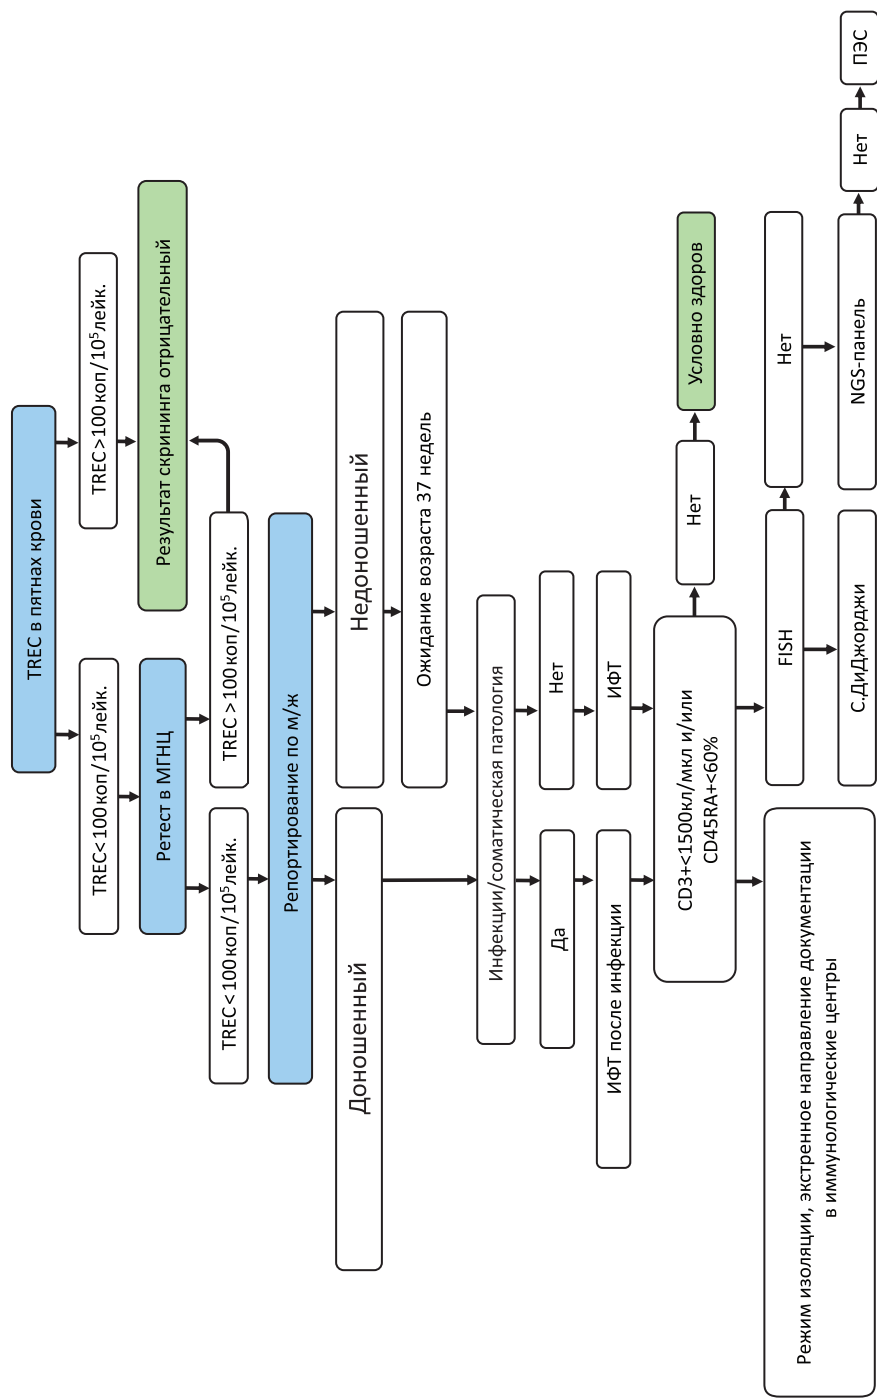 TREC в пятнах крови
TREC<100коп/10⁵лейк.
TREC>100коп/10⁵лейк.
Ретест в МГНЦ
Результат скрининга отрицательный
TREC<100коп/10⁵лейк.
TREC >100коп/10⁵лейк.
Репортирование по м/ж
Доношенный
Недоношенный
Ожидание возраста 37 недель
Инфекции/соматическая патология
Да
Нет
ИФТ после инфекции
ИФТ
CD3+<1500кл/мкл и/или
CD45RA+<60%
Нет
Условно здоров
Режим изоляции, экстренное направление документации
в иммунологические центры
FISH
Нет
С.ДиДжорджи
NGS-панель
Нет
ПЭС